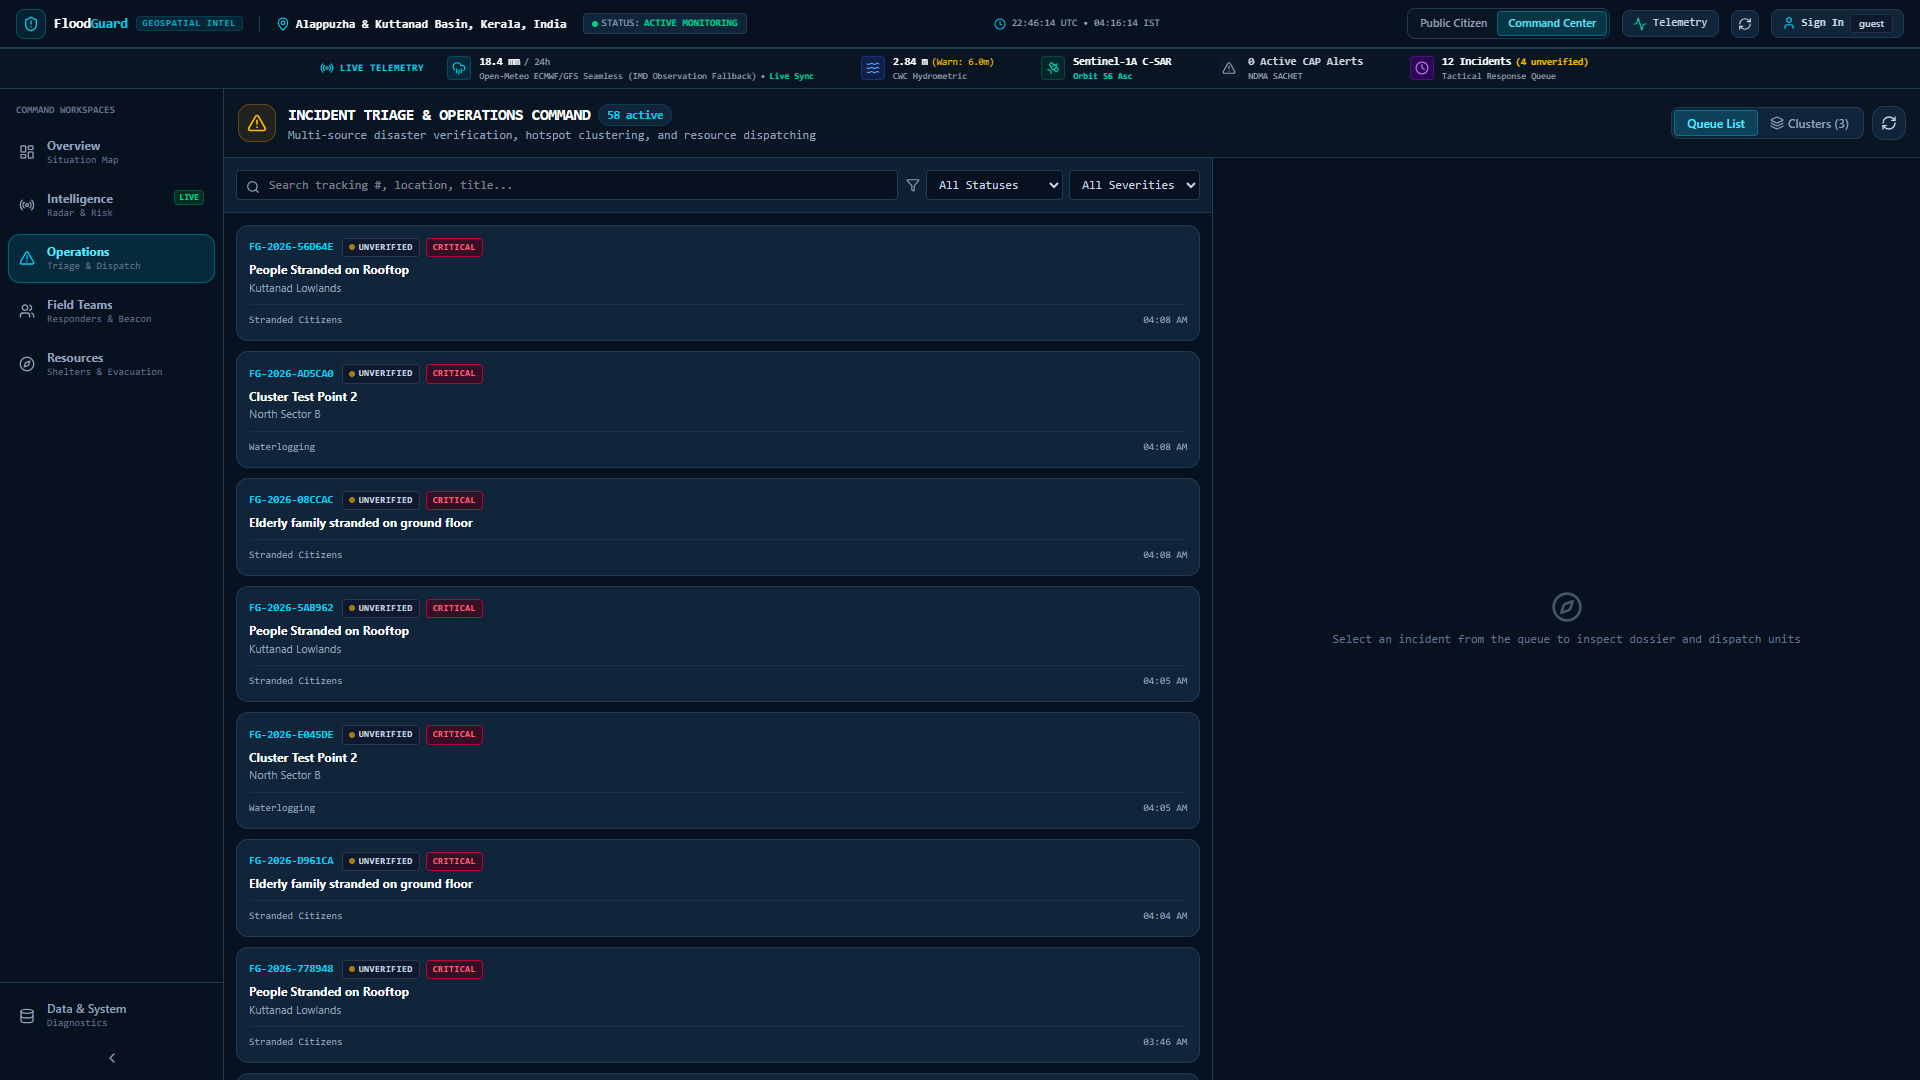 FloodGuard GEOSPATIAL INTEL
Alappuzha & Kuttanad Basin, Kerala, India
STATUS: ACTIVE MONITORING
22:46:14 UTC • 04:16:14 IST
Public Citizen
Command Center
Telemetry
Sign In guest
LIVE TELEMETRY
18.4 mm / 24h
Open-Meteo ECMWF/GFS Seamless (IMD Observation Fallback) • Live Sync
2.84 m (Warn: 6.0m)
CWC Hydrometric
Sentinel-1A C-SAR
Orbit 56 Asc
0 Active CAP Alerts
NDMA SACHET
12 Incidents (4 unverified)
Tactical Response Queue
COMMAND WORKSPACES
Overview
Situation Map
Intelligence
Radar & Risk
LIVE
Operations
Triage & Dispatch
Field Teams
Responders & Beacon
Resources
Shelters & Evacuation
Data & System
Diagnostics
INCIDENT TRIAGE & OPERATIONS COMMAND 58 active
Multi-source disaster verification, hotspot clustering, and resource dispatching
Queue List
Clusters (3)
Search tracking #, location, title...
All Statuses
All Severities
FG-2026-56D64E UNVERIFIED CRITICAL
People Stranded on Rooftop
Kuttanad Lowlands
Stranded Citizens 04:08 AM
FG-2026-AD5CA0 UNVERIFIED CRITICAL
Cluster Test Point 2
North Sector B
Waterlogging 04:08 AM
FG-2026-08CCAC UNVERIFIED CRITICAL
Elderly family stranded on ground floor
Stranded Citizens 04:08 AM
FG-2026-5AB962 UNVERIFIED CRITICAL
People Stranded on Rooftop
Kuttanad Lowlands
Stranded Citizens 04:05 AM
FG-2026-E045DE UNVERIFIED CRITICAL
Cluster Test Point 2
North Sector B
Waterlogging 04:05 AM
FG-2026-D961CA UNVERIFIED CRITICAL
Elderly family stranded on ground floor
Stranded Citizens 04:04 AM
FG-2026-778948 UNVERIFIED CRITICAL
People Stranded on Rooftop
Kuttanad Lowlands
Stranded Citizens 03:46 AM
Select an incident from the queue to inspect dossier and dispatch units